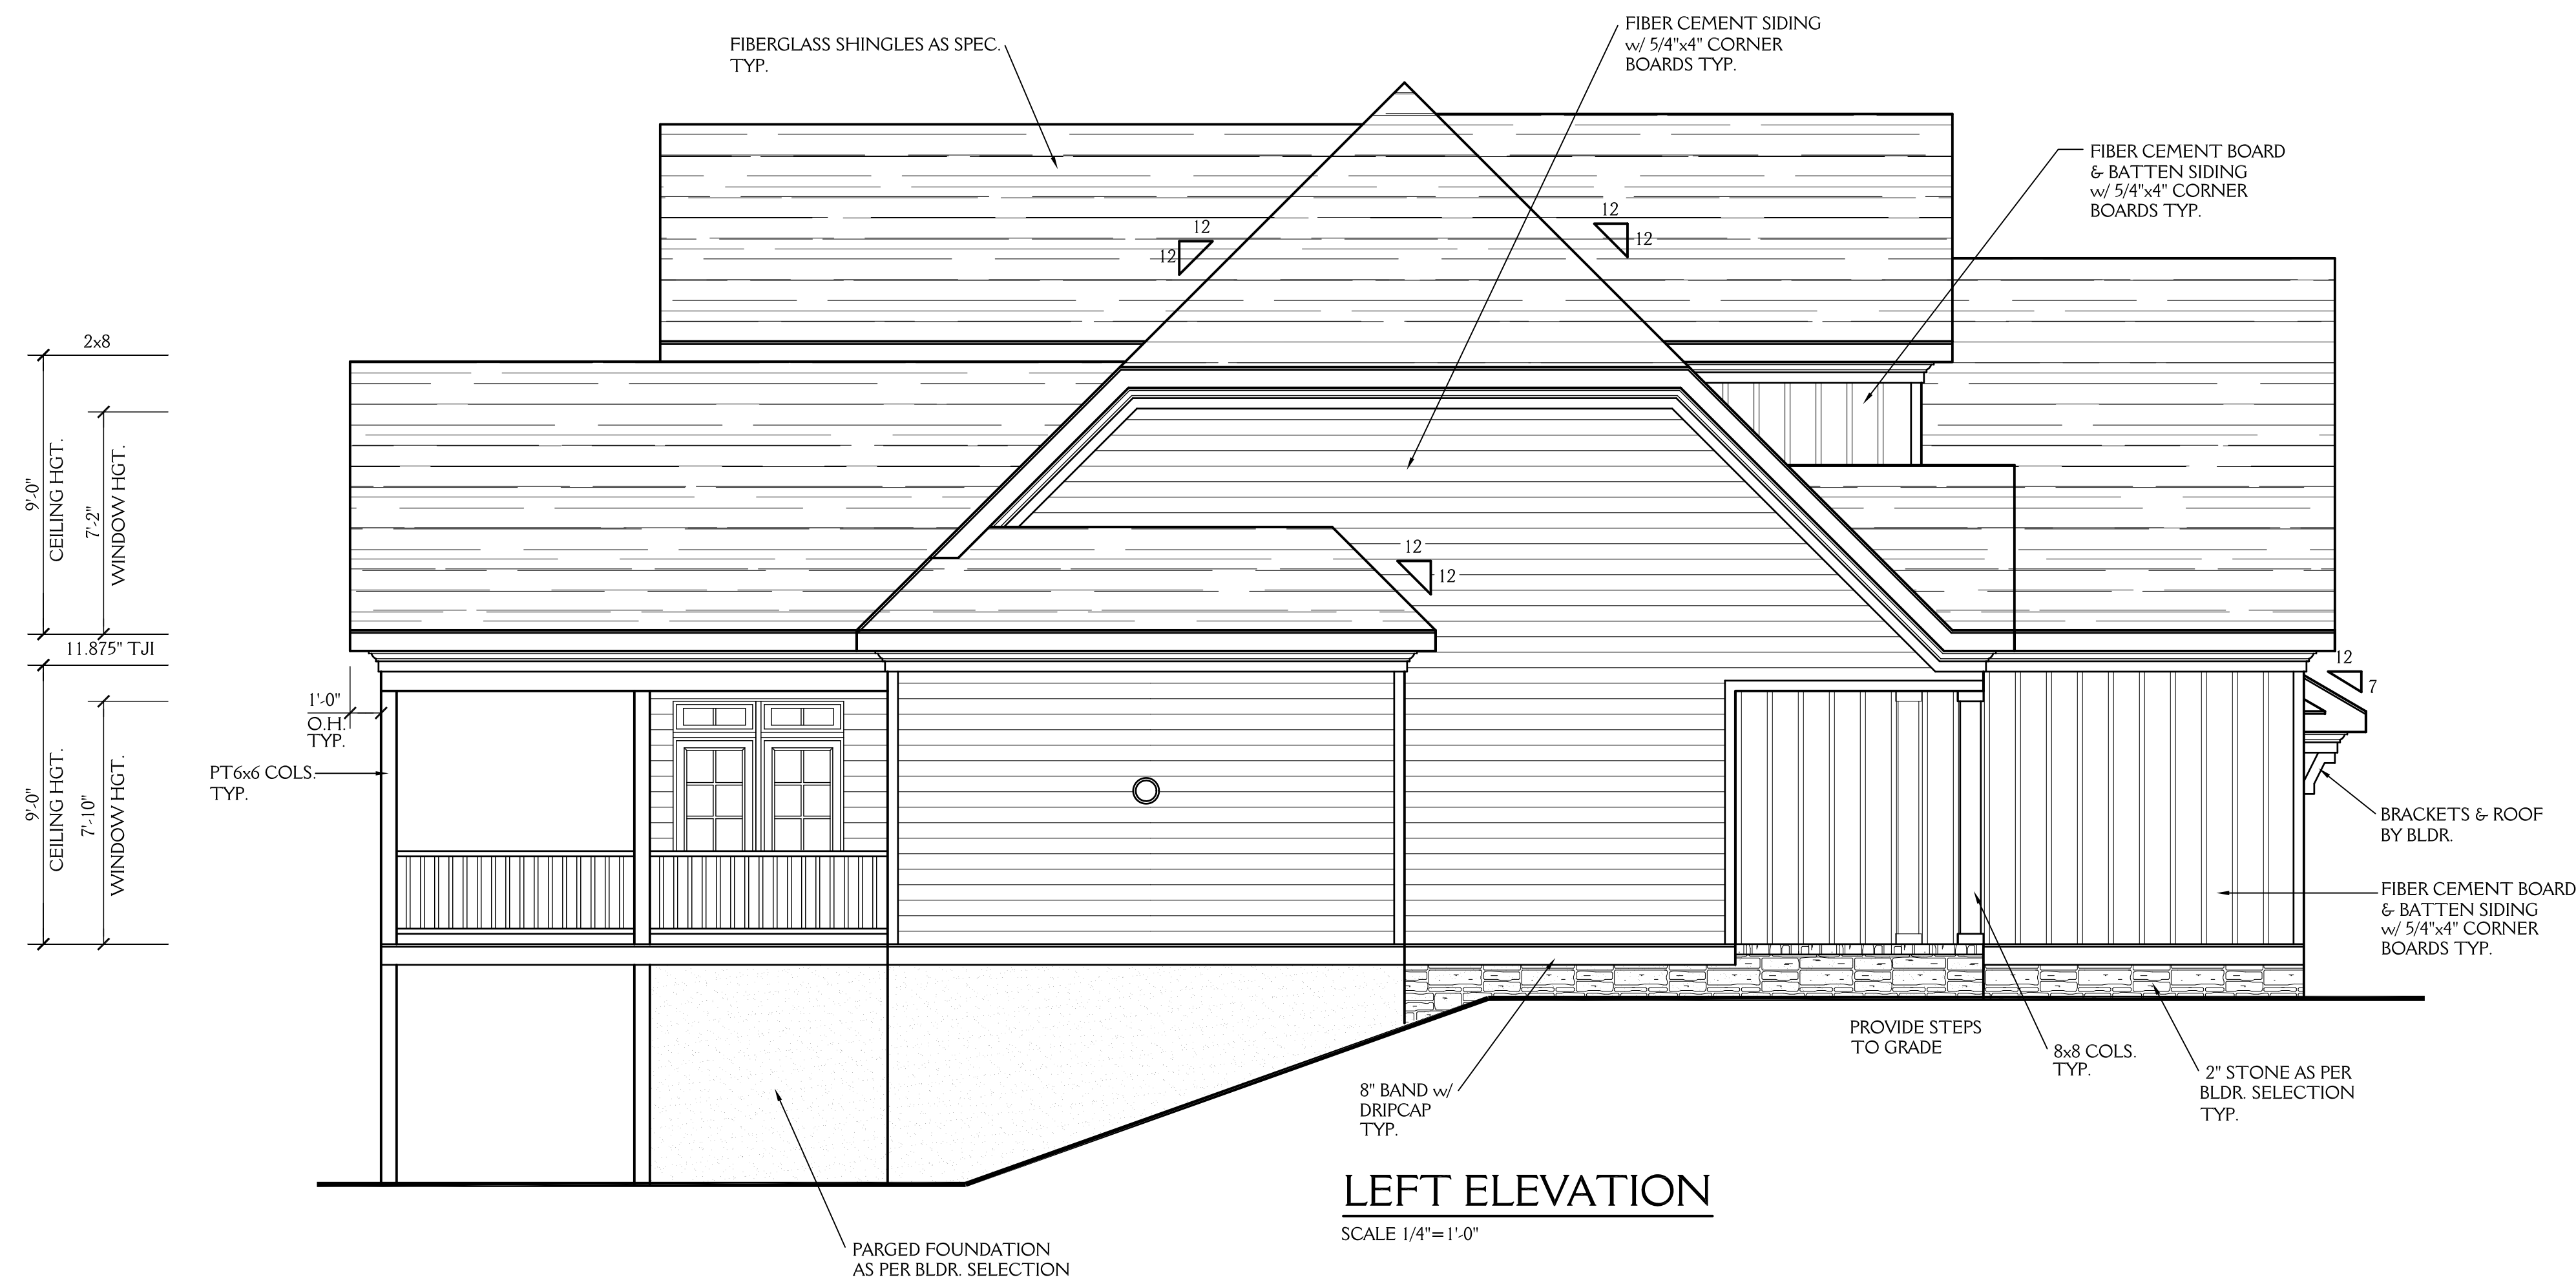 FIBERGLASS SHINGLES AS SPEC.
TYP.
FIBER CEMENT SIDING
w/ 5/4"x4" CORNER
BOARDS TYP.
FIBER CEMENT BOARD
& BATTEN SIDING
w/ 5/4"x4" CORNER
BOARDS TYP.
12
12
12
12
2x8
9'-0"
CEILING HGT.
7'-2"
WINDOW HGT.
12
12
11.875" TJI
12
7
1'-0"
O.H.
TYP.
9'-0"
CEILING HGT.
7'-10"
WINDOW HGT.
PT6x6 COLS.
TYP.
BRACKETS & ROOF
BY BLDR.
FIBER CEMENT BOARD
& BATTEN SIDING
w/ 5/4"x4" CORNER
BOARDS TYP.
PROVIDE STEPS
TO GRADE
8x8 COLS.
TYP.
2" STONE AS PER
BLDR. SELECTION
TYP.
8" BAND w/
DRIPCAP
TYP.
LEFT ELEVATION
SCALE 1/4"=1'-0"
PARGED FOUNDATION
AS PER BLDR. SELECTION